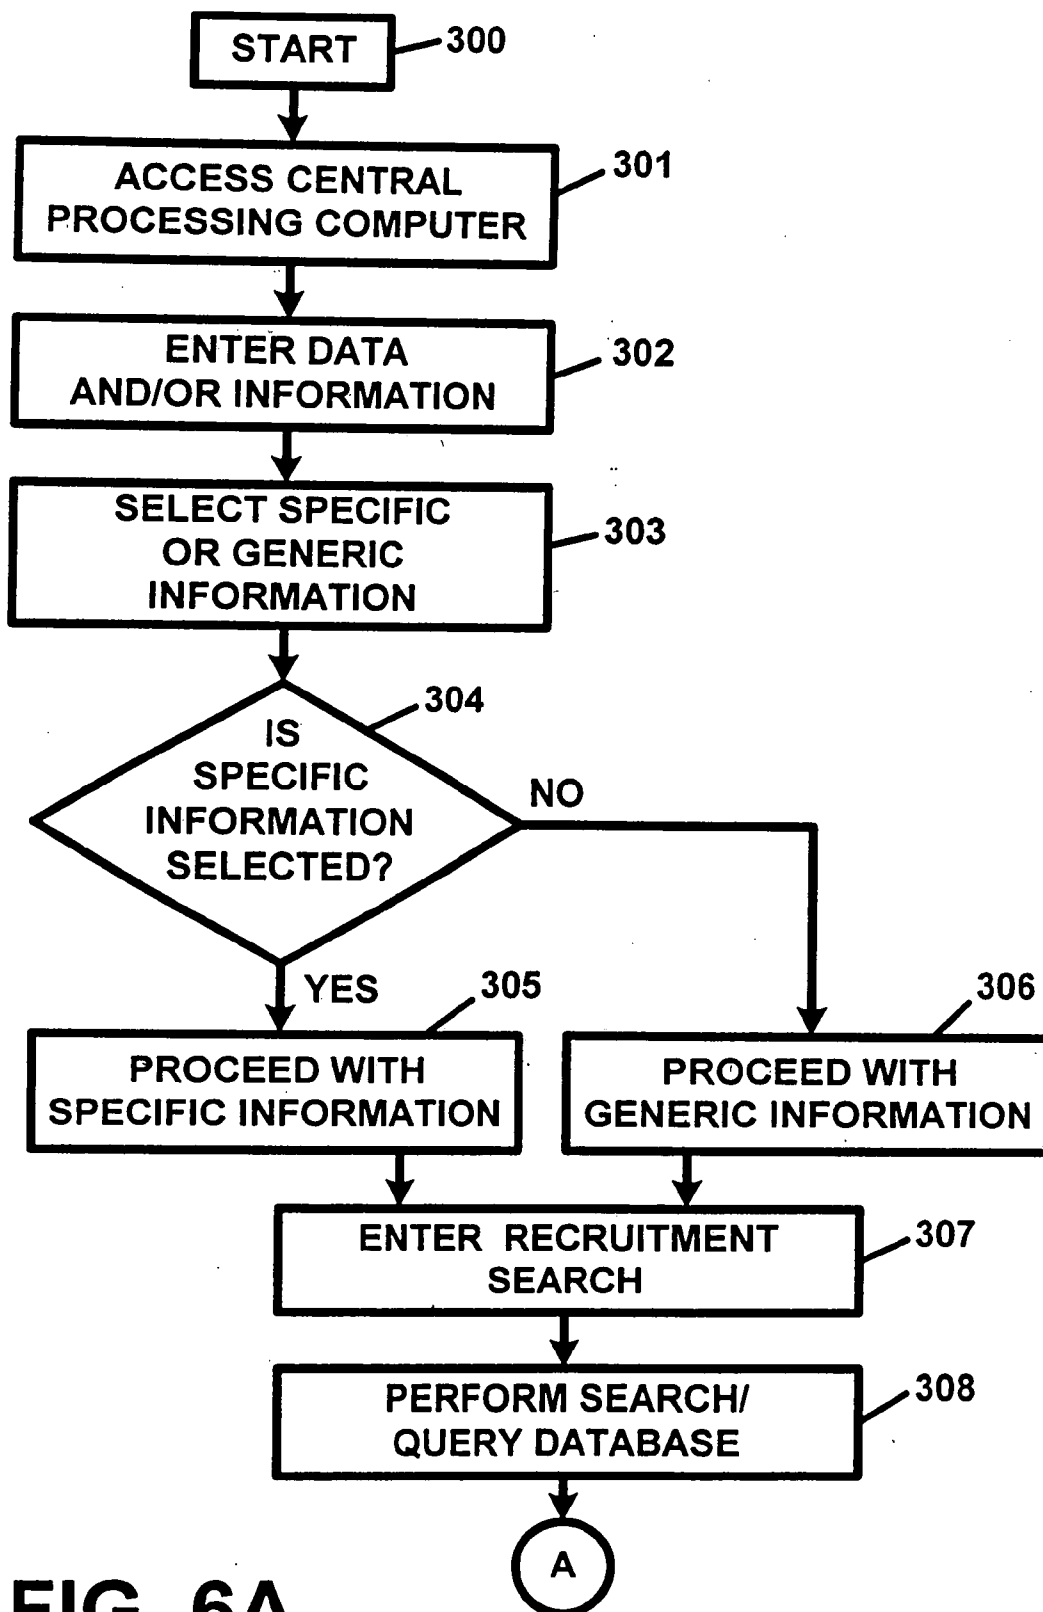 START
300
ACCESS CENTRAL
PROCESSING COMPUTER
301
ENTER DATA
AND/OR INFORMATION
302
SELECT SPECIFIC
OR GENERIC
INFORMATION
303
304
IS
SPECIFIC
INFORMATION
SELECTED?
NO
YES
305
306
PROCEED WITH
SPECIFIC INFORMATION
PROCEED WITH
GENERIC INFORMATION
ENTER RECRUITMENT
SEARCH
307
PERFORM SEARCH/
QUERY DATABASE
308
A
FIG. 6A